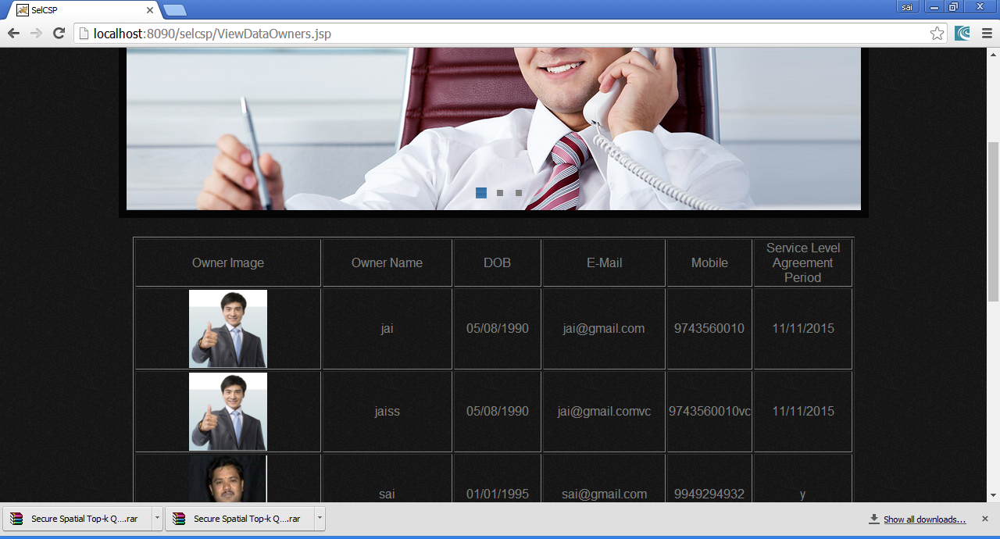 SelCSP
sai
localhost:8090/selcsp/ViewDataOwners.jsp
Owner Image Owner Name DOB E-Mail Mobile Service Level
Agreement
Period
jai 05/08/1990 jai@gmail.com 9743560010 11/11/2015
jaiss 05/08/1990 jai@gmail.comvc 9743560010vc 11/11/2015
sai 01/01/1995 sai@gmail.com 9949294932 y
Secure Spatial Top-k Q....rar Secure Spatial Top-k Q....rar Show all downloads...